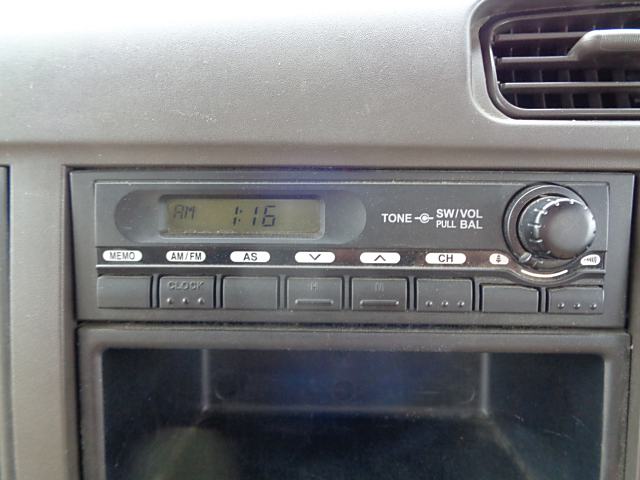 AM 1:16
TONE SW/VOL
PULL BAL
MEMO AM/FM AS CH
CLOCK H M